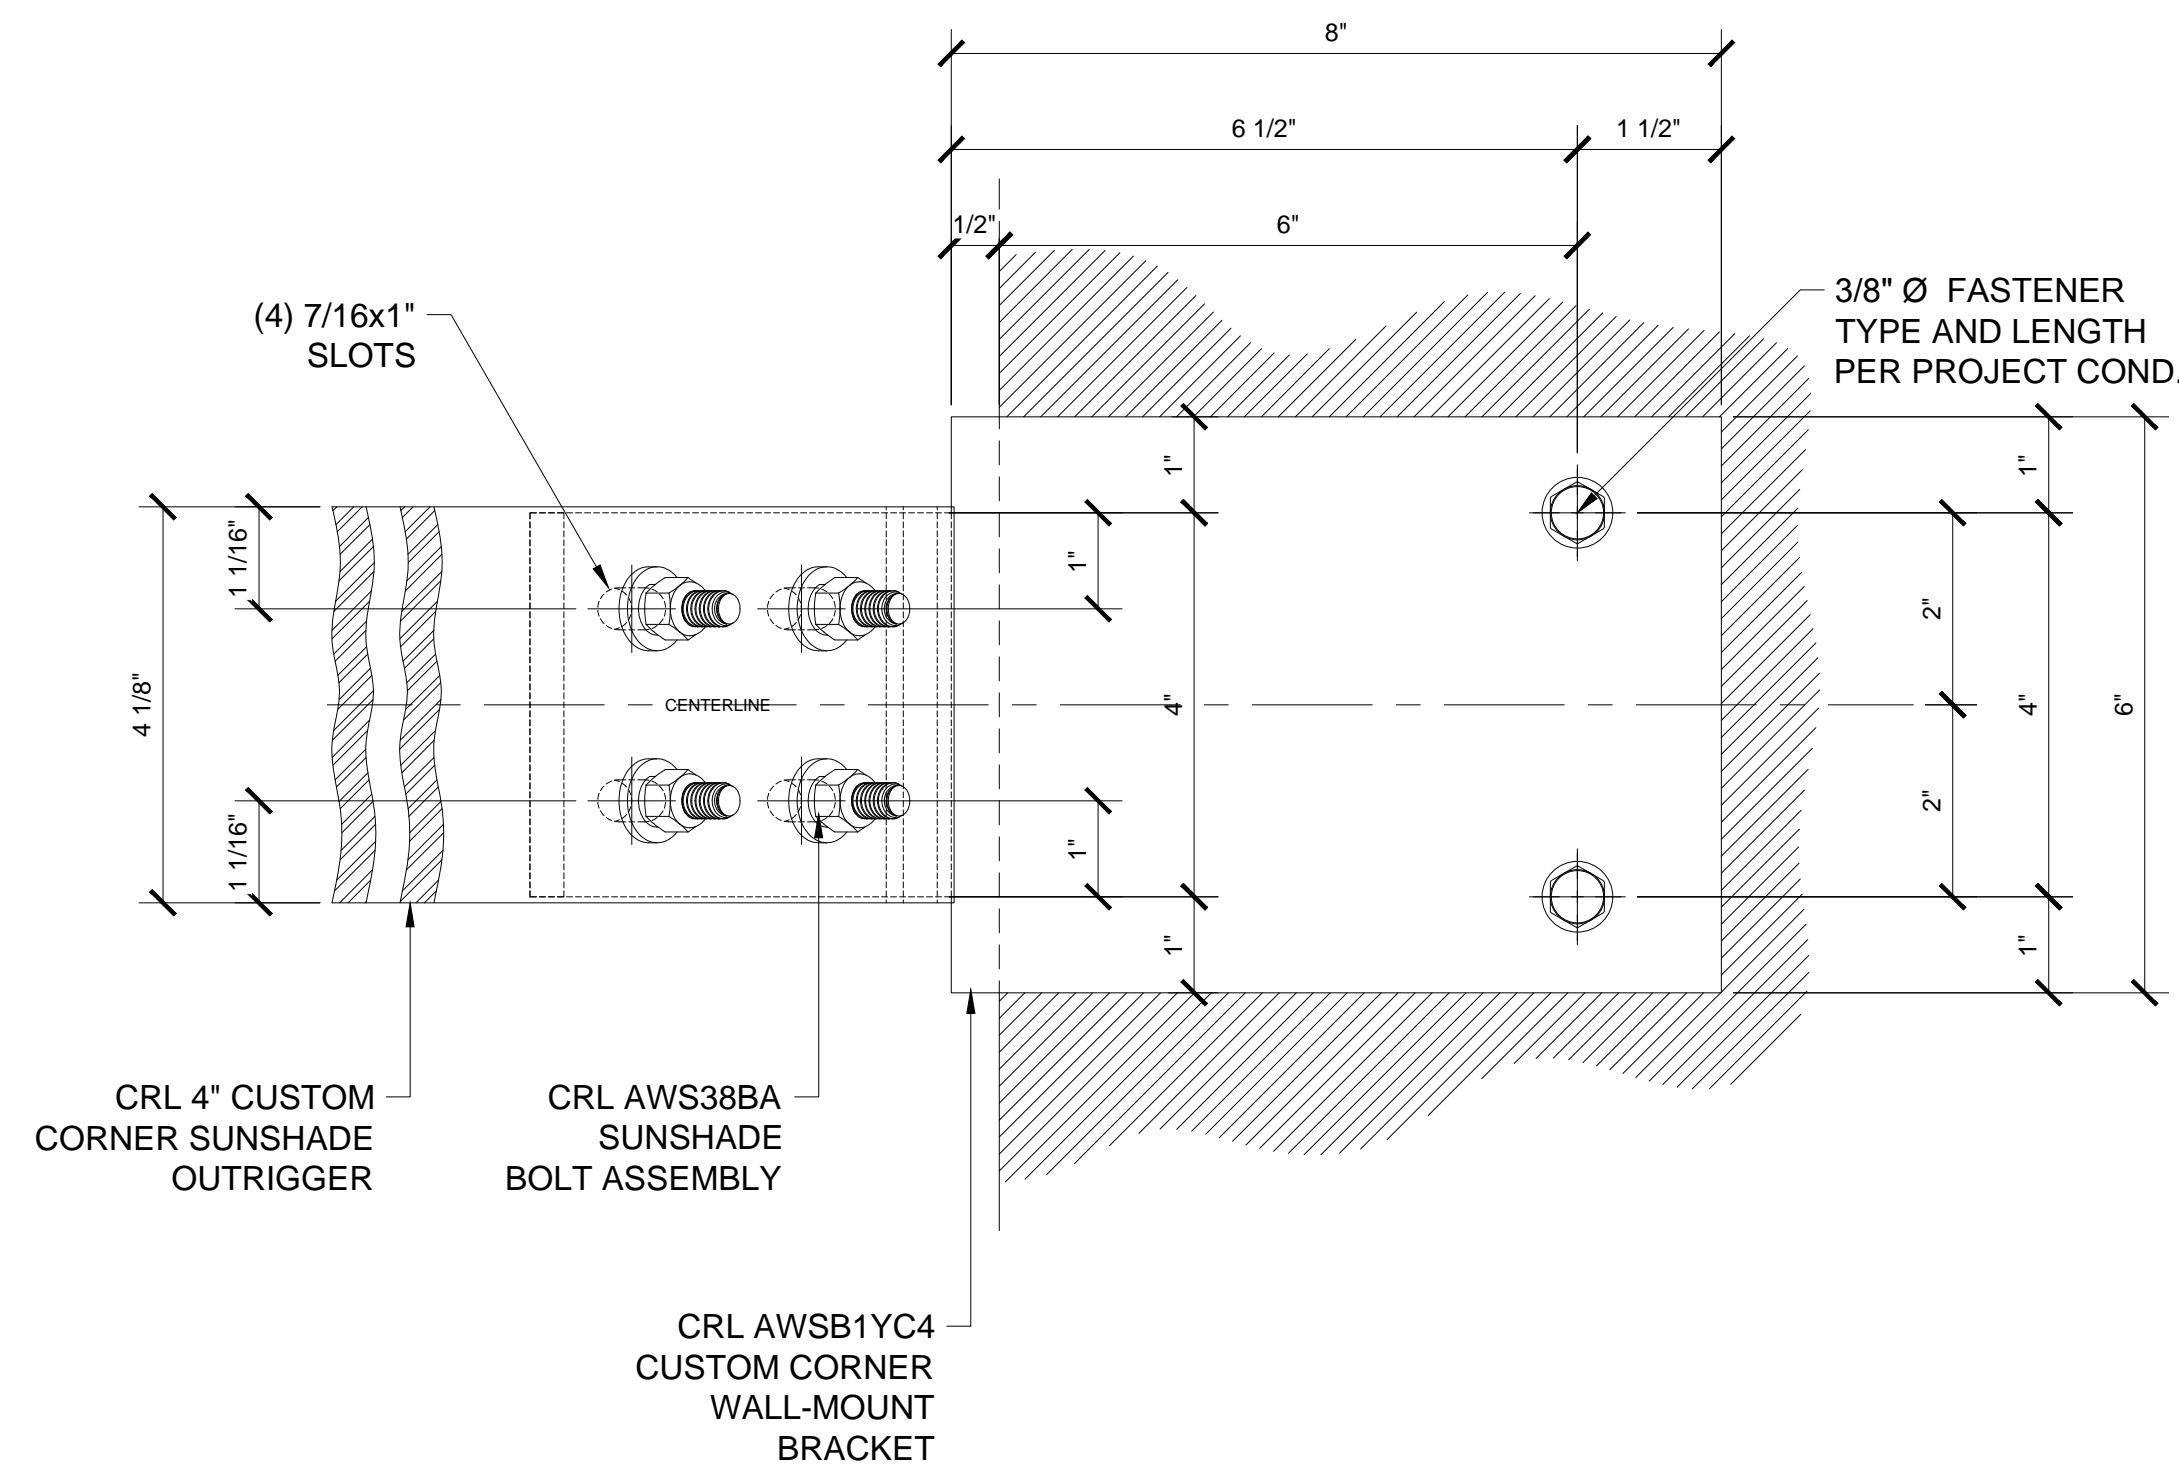 8"
6 1/2"
1 1/2"
1/2"
6"
(4) 7/16x1"
SLOTS
3/8" Ø FASTENER
TYPE AND LENGTH
PER PROJECT COND.
1"
1"
1 1/16"
1"
2"
4 1/8"
CENTERLINE
4"
4"
6"
2"
1 1/16"
1"
1"
1"
CRL 4" CUSTOM
CORNER SUNSHADE
OUTRIGGER
CRL AWS38BA
SUNSHADE
BOLT ASSEMBLY
CRL AWSB1YC4
CUSTOM CORNER
WALL-MOUNT
BRACKET